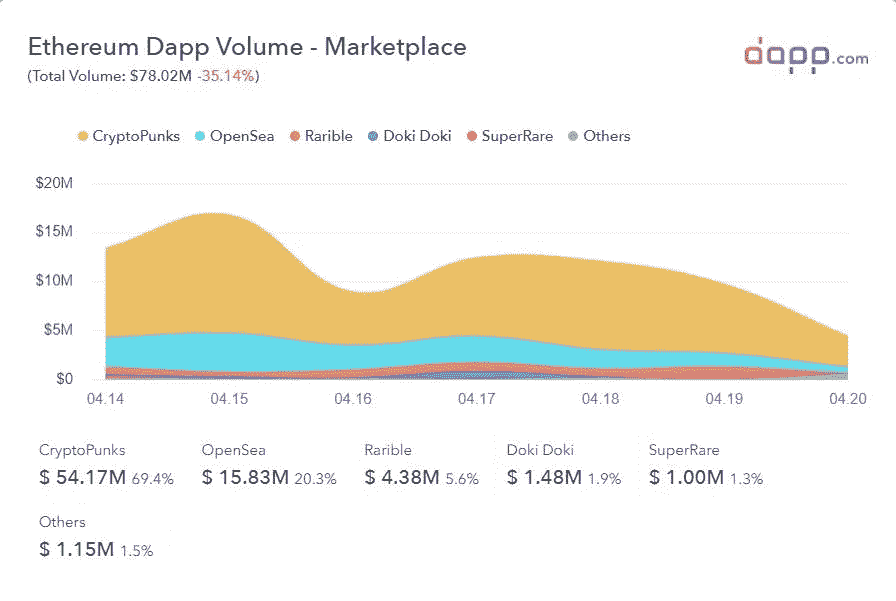 Ethereum Dapp Volume - Marketplace
dapp.com
(Total Volume: $78.02M -35.14%)
CryptoPunks OpenSea Rarible Doki Doki SuperRare Others
$20M
$15M
$10M
$5M
$0
04.14 04.15 04.16 04.17 04.18 04.19 04.20
CryptoPunks OpenSea Rarible Doki Doki SuperRare
$ 54.17M 69.4% $ 15.83M 20.3% $ 4.38M 5.6% $ 1.48M 1.9% $ 1.00M 1.3%
Others
$ 1.15M 1.5%